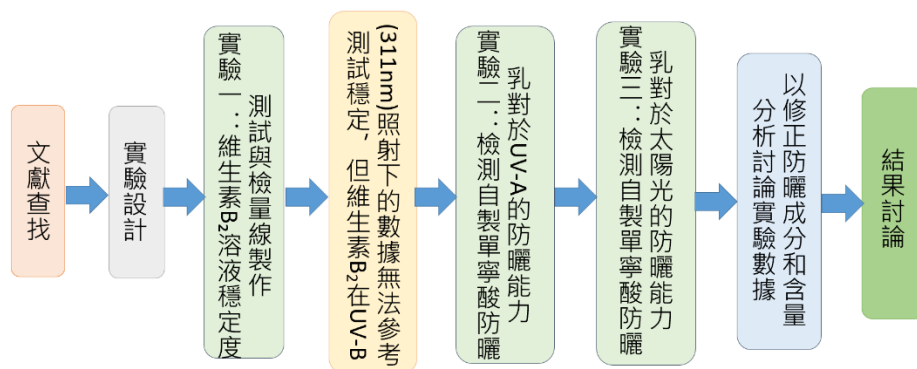 文獻查找
實驗設計
實驗一：維生素B₂溶液穩定度
測試與檢量線製作
測試穩定，但維生素B₂在UV-B
(311nm)照射下的數據無法參考
實驗二：檢測自製單寧酸防曬
乳對於UV-A的防曬能力
實驗三：檢測自製單寧酸防曬
乳對於太陽光的防曬能力
以修正防曬成分和含量
分析討論實驗數據
結果討論